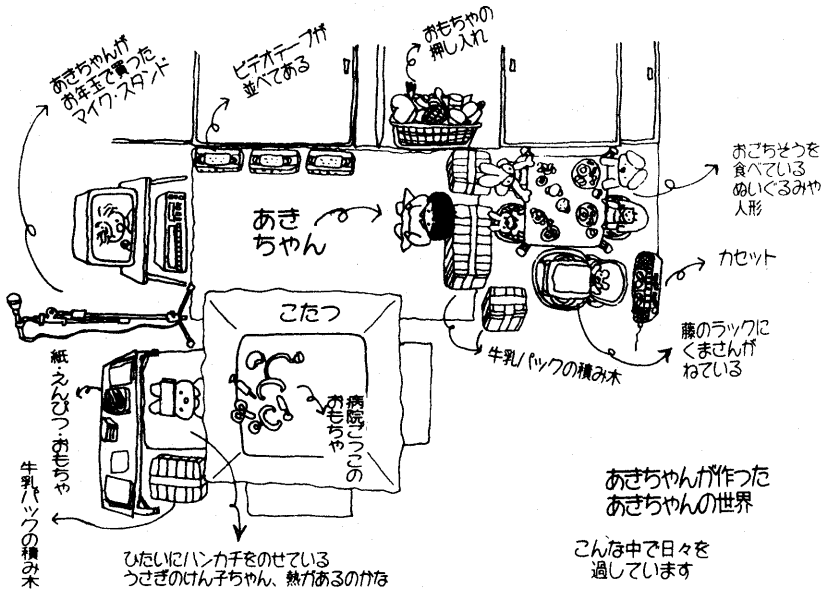 あきちゃんが
お年玉で買った
マイク・スタンド
ビデオテープが
並べてある
おもちゃの
押し入れ
おごちそうを
食べている
ぬいぐるみや
人形
あき
ちゃん
カセット
こたつ
藤のラックに
くまさんが
ねている
牛乳パックの積み木
紙・えんぴつ・おもちゃ
病院ごっこの
おもちゃ
牛乳パックの積み木
ひたいにハンカチをのせている
うさぎのけん子ちゃん、熱があるのかな
あきちゃんが作った
あきちゃんの世界
こんな中で日々を
過しています